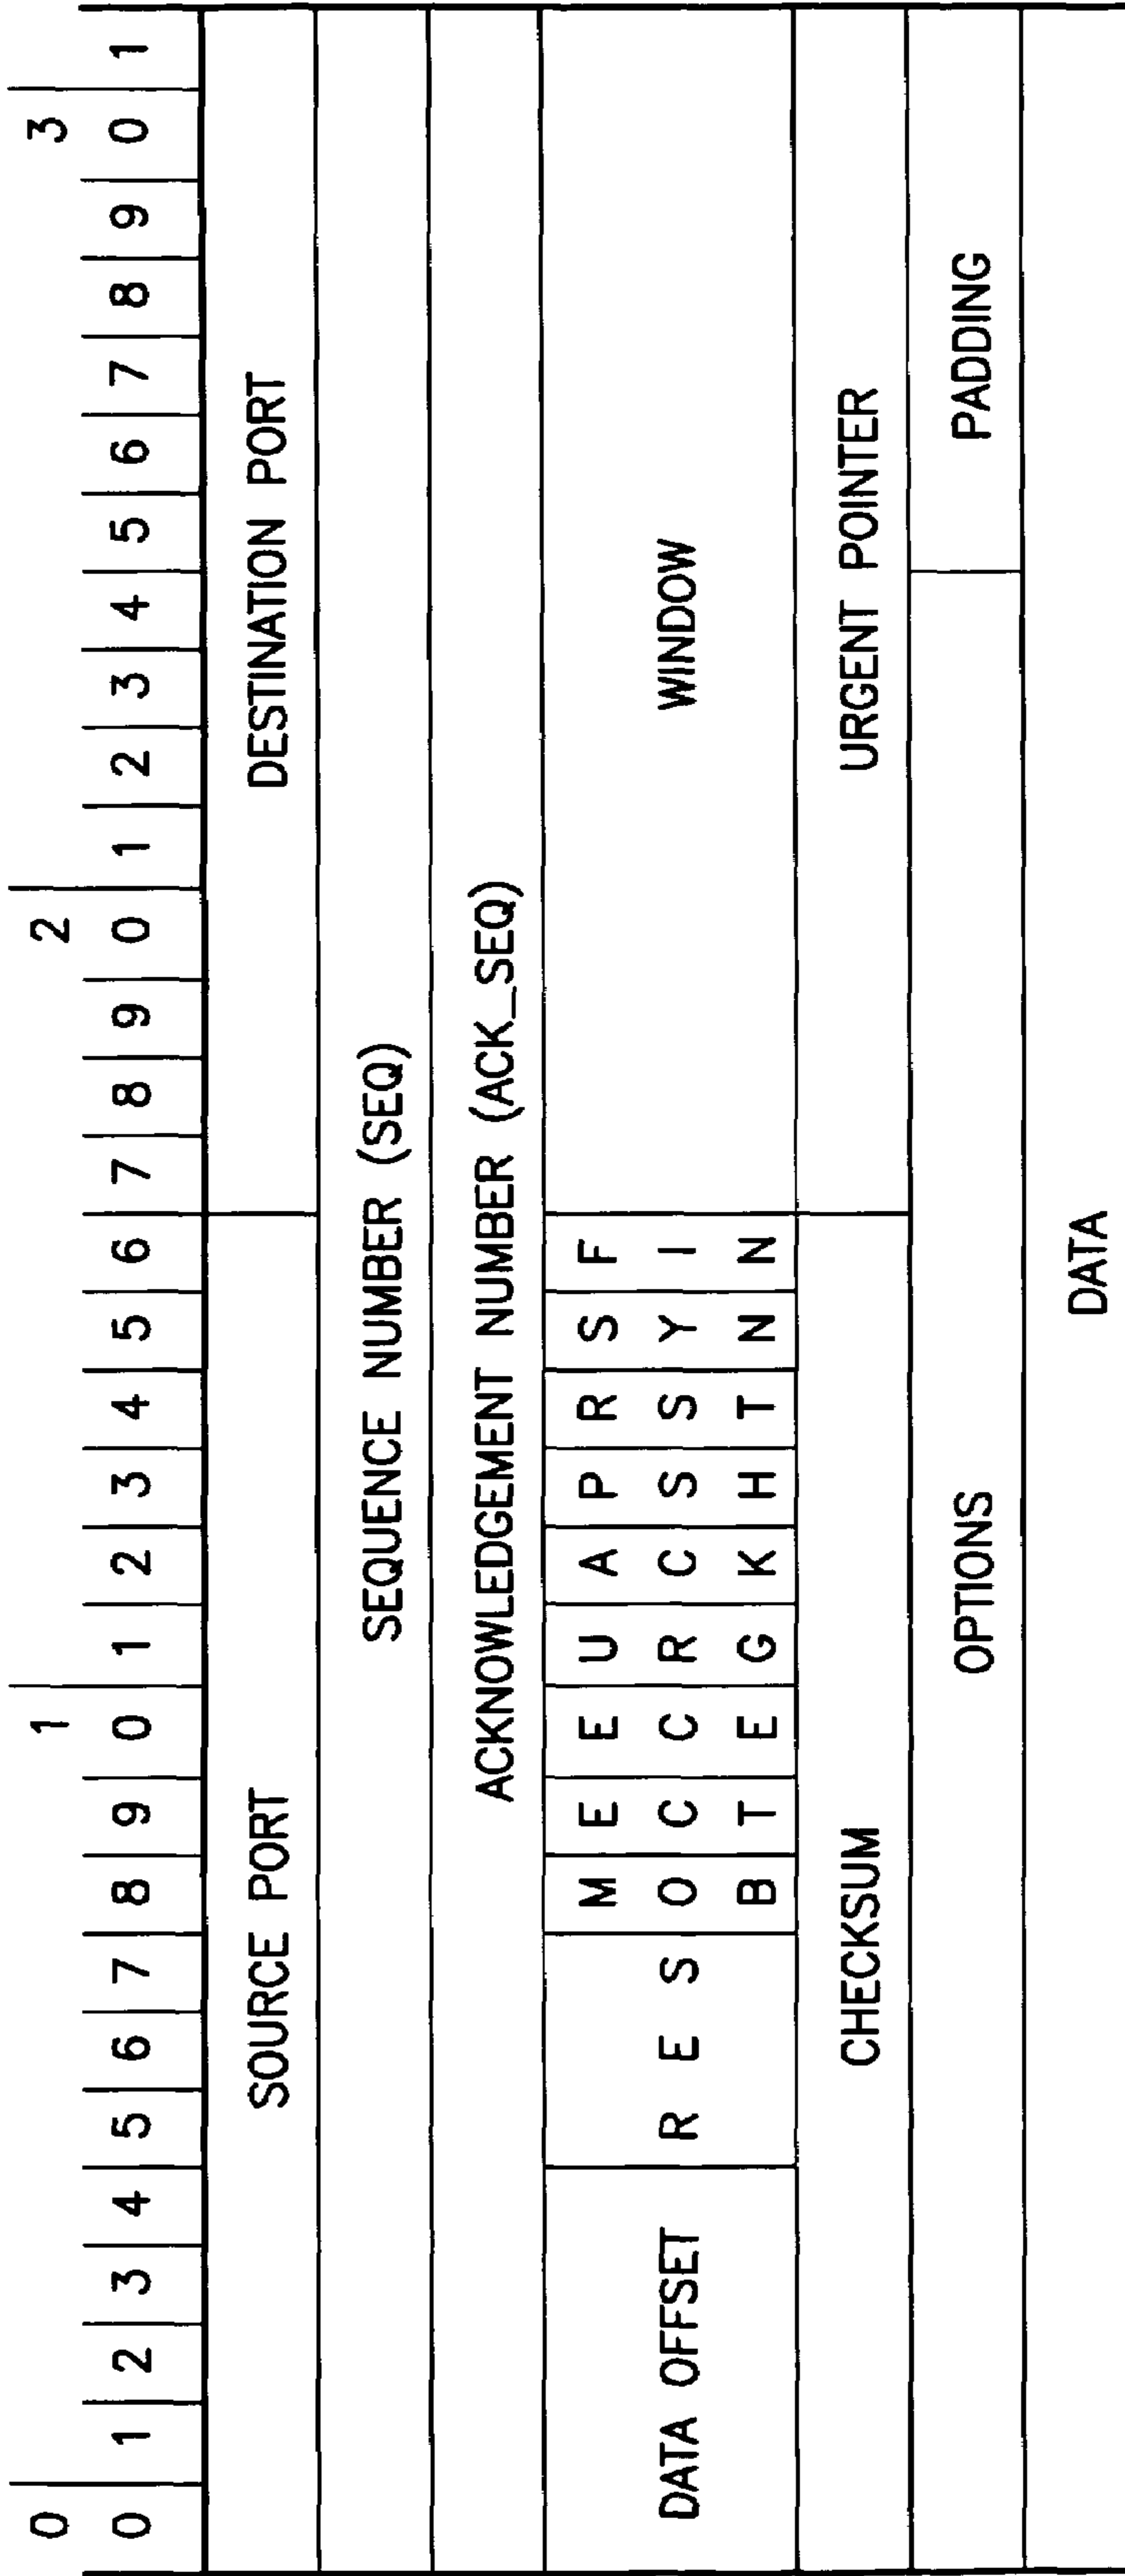 0 1 2 3
0 1 2 3 4 5 6 7 8 9 0 1 2 3 4 5 6 7 8 9 0 1 2 3 4 5 6 7 8 9 0 1
SOURCE PORT DESTINATION PORT
SEQUENCE NUMBER (SEQ)
ACKNOWLEDGEMENT NUMBER (ACK_SEQ)
M E E U A P R S F
DATA OFFSET R E S O C C R C S S Y I WINDOW
B T E G K H T N N
CHECKSUM URGENT POINTER
OPTIONS PADDING
DATA